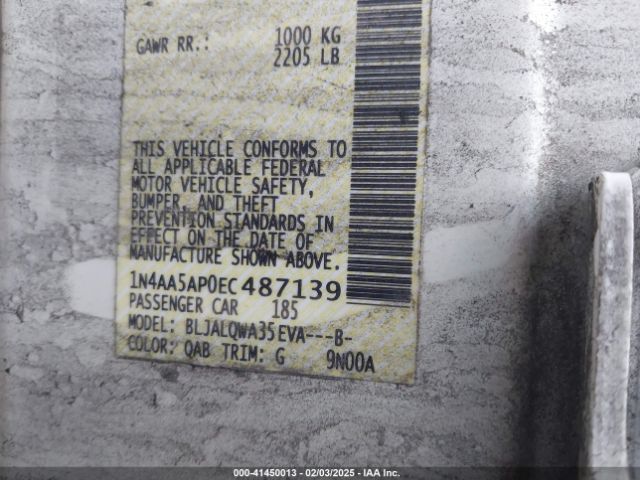 GAWR RR.: 1000 KG
2205 LB
THIS VEHICLE CONFORMS TO
ALL APPLICABLE FEDERAL
MOTOR VEHICLE SAFETY,
BUMPER, AND THEFT
PREVENTION STANDARDS IN
EFFECT ON THE DATE OF
MANUFACTURE SHOWN ABOVE.
1N4AA5AP0EC487139
PASSENGER CAR 185
MODEL: BLJALQWA35EVA---B-
COLOR: QAB TRIM: G 9N00A
000-41450013 - 02/03/2025 - IAA Inc.